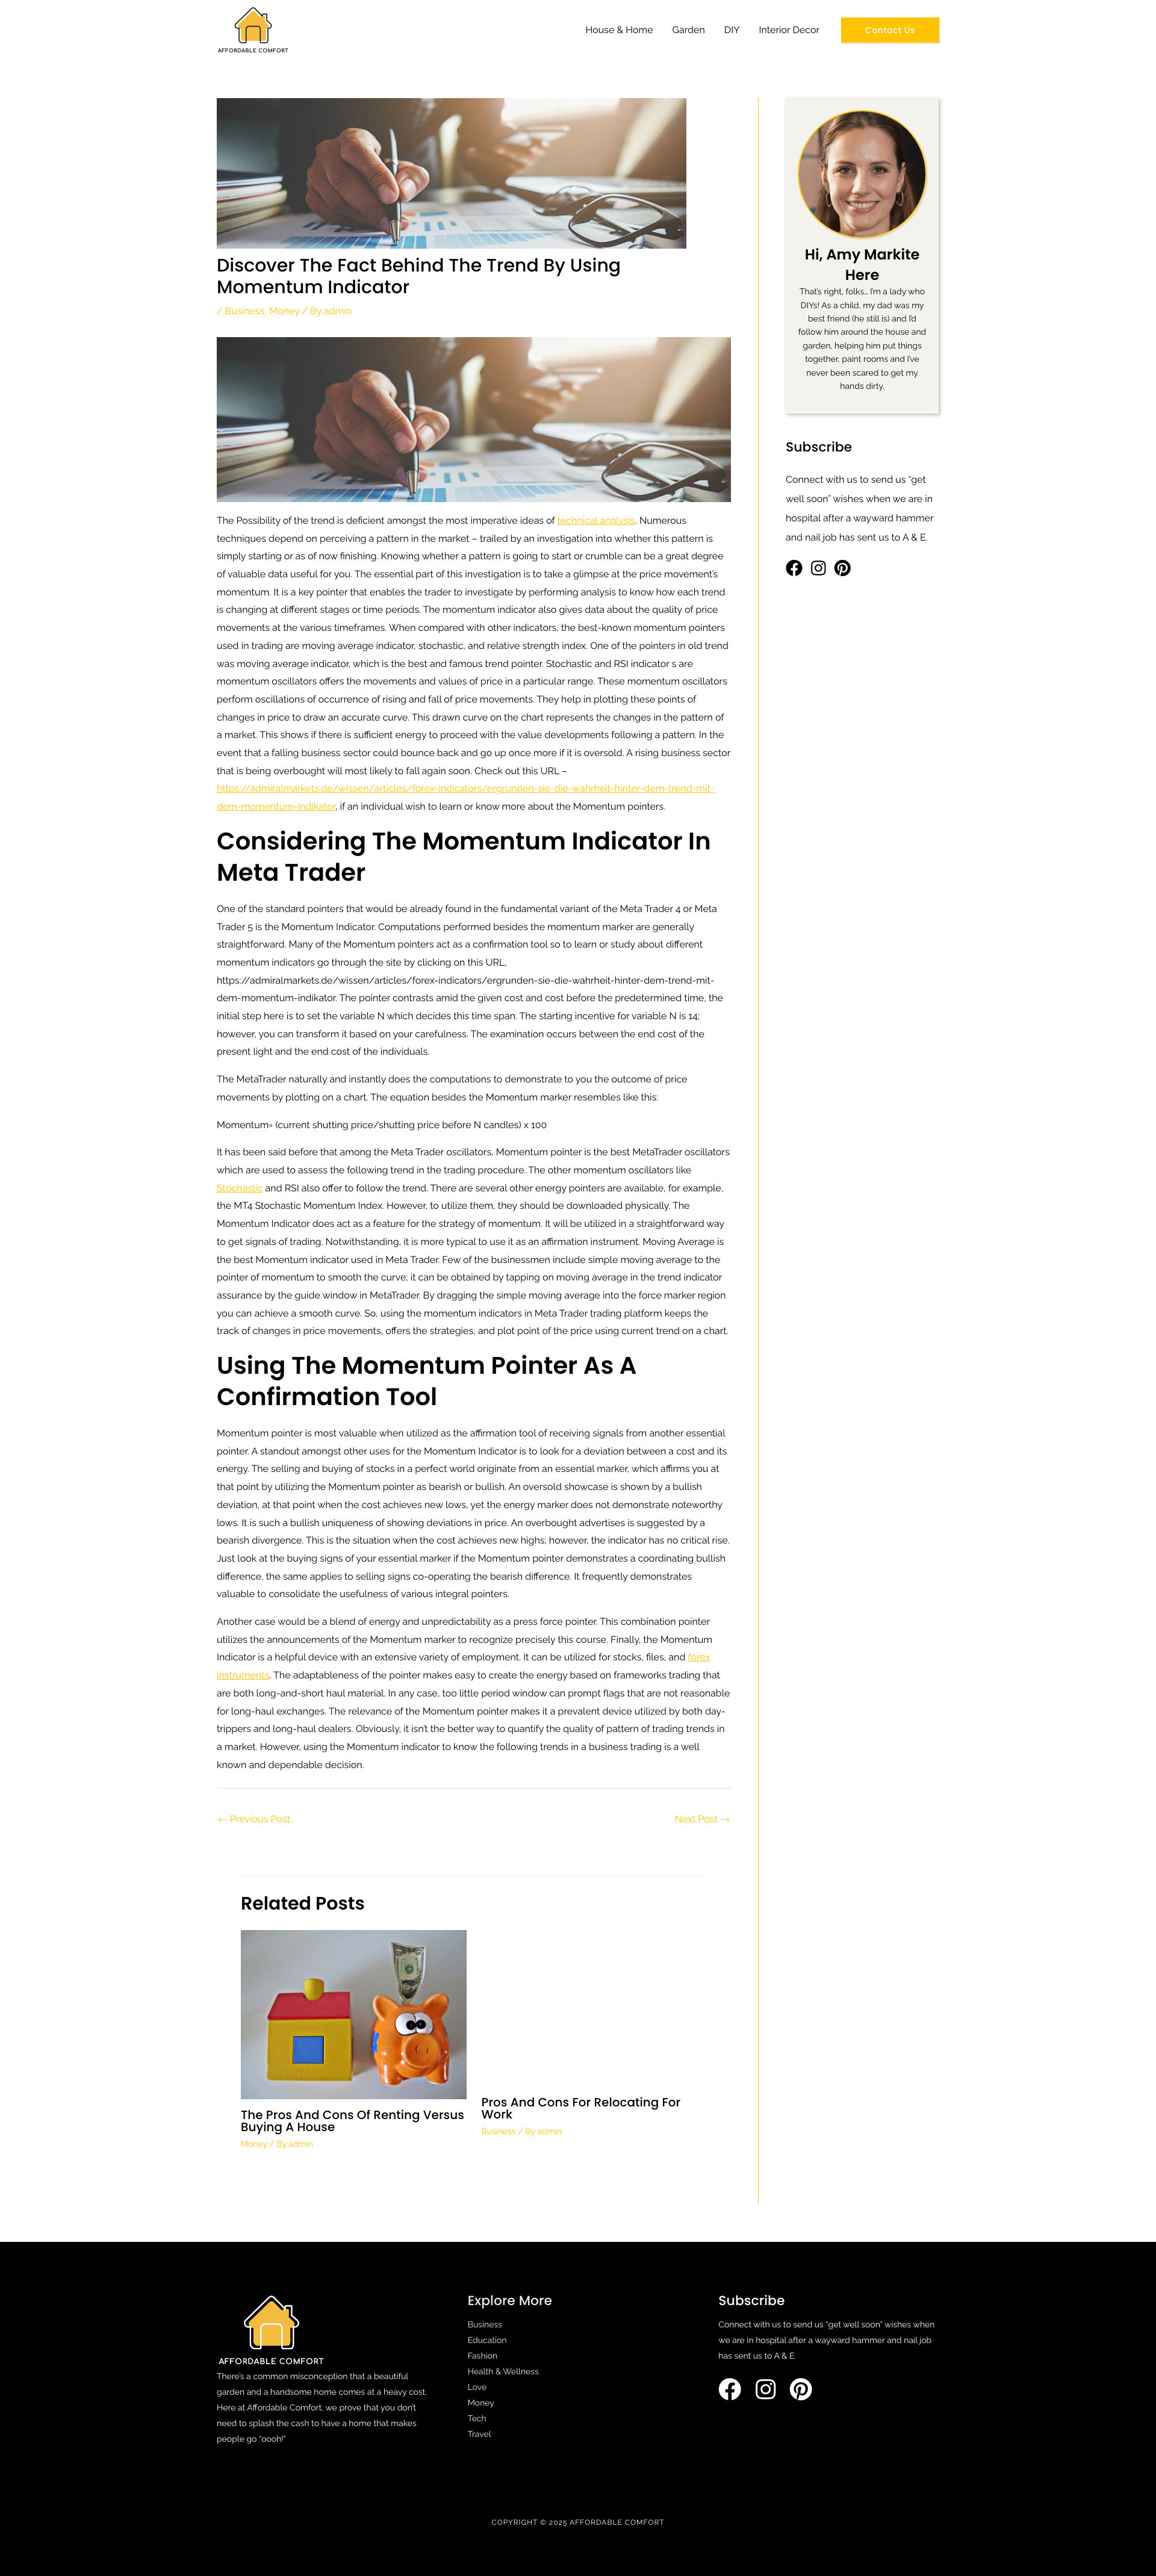 AFFORDABLE COMFORT
House & Home Garden DIY Interior Decor Contact Us
Discover The Fact Behind The Trend By Using
Momentum Indicator
/ Business, Money / By admin
The Possibility of the trend is deficient amongst the most imperative ideas of technical analysis. Numerous
techniques depend on perceiving a pattern in the market – trailed by an investigation into whether this pattern is
simply starting or as of now finishing. Knowing whether a pattern is going to start or crumble can be a great degree
of valuable data useful for you. The essential part of this investigation is to take a glimpse at the price movement's
momentum. It is a key pointer that enables the trader to investigate by performing analysis to know how each trend
is changing at different stages or time periods. The momentum indicator also gives data about the quality of price
movements at the various timeframes. When compared with other indicators, the best-known momentum pointers
used in trading are moving average indicator, stochastic, and relative strength index. One of the pointers in old trend
was moving average indicator, which is the best and famous trend pointer. Stochastic and RSI indicator s are
momentum oscillators offers the movements and values of price in a particular range. These momentum oscillators
perform oscillations of occurrence of rising and fall of price movements. They help in plotting these points of
changes in price to draw an accurate curve. This drawn curve on the chart represents the changes in the pattern of
a market. This shows if there is sufficient energy to proceed with the value developments following a pattern. In the
event that a falling business sector could bounce back and go up once more if it is oversold. A rising business sector
that is being overbought will most likely to fall again soon. Check out this URL –
https://admiralmarkets.de/wissen/articles/forex-indicators/ergrunden-sie-die-wahrheit-hinter-dem-trend-mit-
dem-momentum-indikator, if an individual wish to learn or know more about the Momentum pointers.
Considering The Momentum Indicator In
Meta Trader
One of the standard pointers that would be already found in the fundamental variant of the Meta Trader 4 or Meta
Trader 5 is the Momentum Indicator. Computations performed besides the momentum marker are generally
straightforward. Many of the Momentum pointers act as a confirmation tool so to learn or study about different
momentum indicators go through the site by clicking on this URL,
https://admiralmarkets.de/wissen/articles/forex-indicators/ergrunden-sie-die-wahrheit-hinter-dem-trend-mit-
dem-momentum-indikator. The pointer contrasts amid the given cost and cost before the predetermined time, the
initial step here is to set the variable N which decides this time span. The starting incentive for variable N is 14;
however, you can transform it based on your carefulness. The examination occurs between the end cost of the
present light and the end cost of the individuals.
The MetaTrader naturally and instantly does the computations to demonstrate to you the outcome of price
movements by plotting on a chart. The equation besides the Momentum marker resembles like this:
Momentum= (current shutting price/shutting price before N candles) x 100
It has been said before that among the Meta Trader oscillators, Momentum pointer is the best MetaTrader oscillators
which are used to assess the following trend in the trading procedure. The other momentum oscillators like
Stochastic and RSI also offer to follow the trend. There are several other energy pointers are available, for example,
the MT4 Stochastic Momentum Index. However, to utilize them, they should be downloaded physically. The
Momentum Indicator does act as a feature for the strategy of momentum. It will be utilized in a straightforward way
to get signals of trading. Notwithstanding, it is more typical to use it as an affirmation instrument. Moving Average is
the best Momentum indicator used in Meta Trader. Few of the businessmen include simple moving average to the
pointer of momentum to smooth the curve; it can be obtained by tapping on moving average in the trend indicator
assurance by the guide window in MetaTrader. By dragging the simple moving average into the force marker region
you can achieve a smooth curve. So, using the momentum indicators in Meta Trader trading platform keeps the
track of changes in price movements, offers the strategies, and plot point of the price using current trend on a chart.
Using The Momentum Pointer As A
Confirmation Tool
Momentum pointer is most valuable when utilized as the affirmation tool of receiving signals from another essential
pointer. A standout amongst other uses for the Momentum Indicator is to look for a deviation between a cost and its
energy. The selling and buying of stocks in a perfect world originate from an essential marker, which affirms you at
that point by utilizing the Momentum pointer as bearish or bullish. An oversold showcase is shown by a bullish
deviation, at that point when the cost achieves new lows, yet the energy marker does not demonstrate noteworthy
lows. It is such a bullish uniqueness of showing deviations in price. An overbought advertises is suggested by a
bearish divergence. This is the situation when the cost achieves new highs; however, the indicator has no critical rise.
Just look at the buying signs of your essential marker if the Momentum pointer demonstrates a coordinating bullish
difference, the same applies to selling signs co-operating the bearish difference. It frequently demonstrates
valuable to consolidate the usefulness of various integral pointers.
Another case would be a blend of energy and unpredictability as a press force pointer. This combination pointer
utilizes the announcements of the Momentum marker to recognize precisely this course. Finally, the Momentum
Indicator is a helpful device with an extensive variety of employment. It can be utilized for stocks, files, and forex
instruments. The adaptableness of the pointer makes easy to create the energy based on frameworks trading that
are both long-and-short haul material. In any case, too little period window can prompt flags that are not reasonable
for long-haul exchanges. The relevance of the Momentum pointer makes it a prevalent device utilized by both day-
trippers and long-haul dealers. Obviously, it isn't the better way to quantify the quality of pattern of trading trends in
a market. However, using the Momentum indicator to know the following trends in a business trading is a well
known and dependable decision.
← Previous Post Next Post →
Related Posts
The Pros And Cons Of Renting Versus
Buying A House
Money / By admin
Pros And Cons For Relocating For
Work
Business / By admin
Hi, Amy Markite
Here
That's right, folks… I'm a lady who
DIYs! As a child, my dad was my
best friend (he still is) and I'd
follow him around the house and
garden, helping him put things
together, paint rooms and I've
never been scared to get my
hands dirty.
Subscribe
Connect with us to send us "get
well soon" wishes when we are in
hospital after a wayward hammer
and nail job has sent us to A & E.
AFFORDABLE COMFORT
There's a common misconception that a beautiful
garden and a handsome home comes at a heavy cost.
Here at Affordable Comfort, we prove that you don't
need to splash the cash to have a home that makes
people go "oooh!"
Explore More
Business
Education
Fashion
Health & Wellness
Love
Money
Tech
Travel
Subscribe
Connect with us to send us "get well soon" wishes when
we are in hospital after a wayward hammer and nail job
has sent us to A & E.
COPYRIGHT © 2025 AFFORDABLE COMFORT